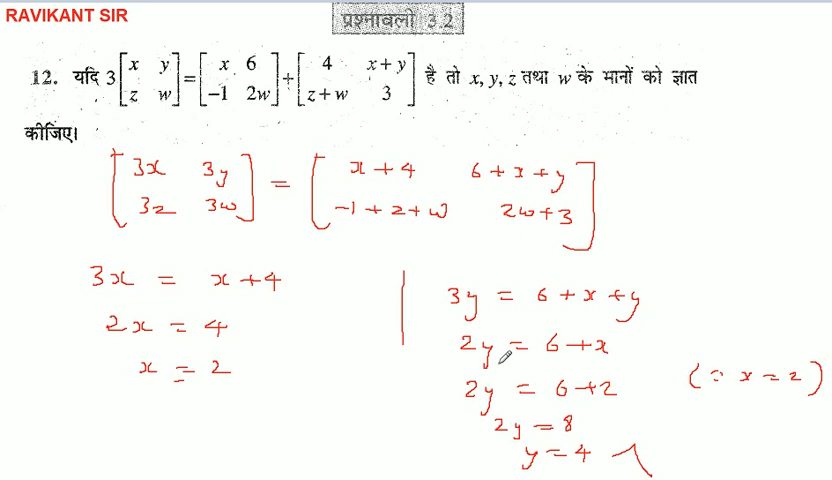 RAVIKANT SIR
प्रश्नावली 3.2
12. यदि 3 [x y; z w] = [x 6; -1 2w] + [4 x+y; z+w 3] है तो x, y, z तथा w के मानों को ज्ञात
कीजिए।
[3x 3y; 3z 3w] = [x+4 6+x+y; -1+z+w 2w+3]
3x = x+4
2x = 4
x = 2
3y = 6+x+y
2y = 6+x
2y = 6+2 (∵ x=2)
2y = 8
y = 4